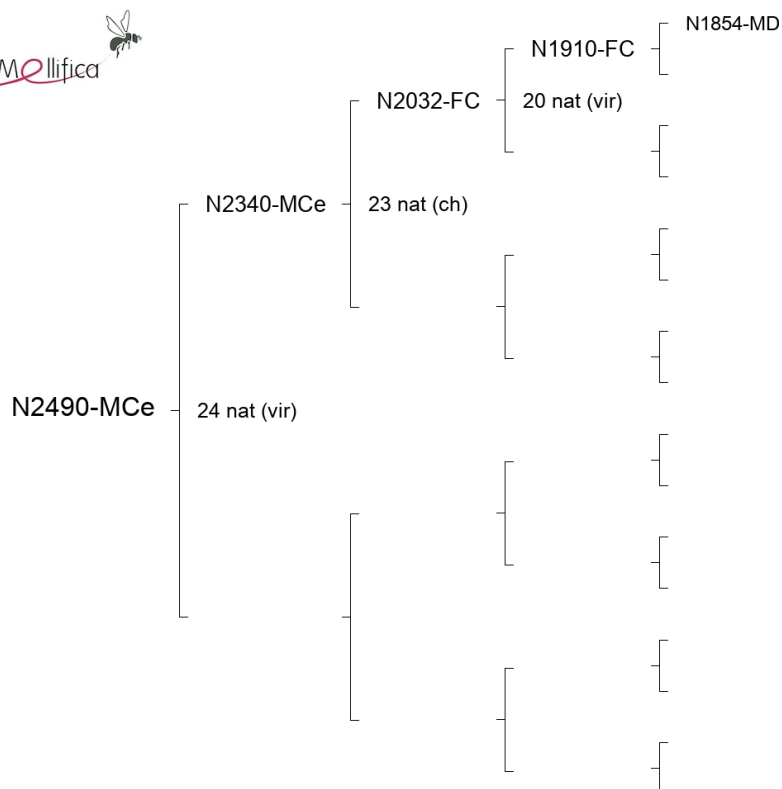 Mellifica
N1854-MD
N1910-FC
N2032-FC
20 nat (vir)
N2340-MCe
23 nat (ch)
N2490-MCe
24 nat (vir)